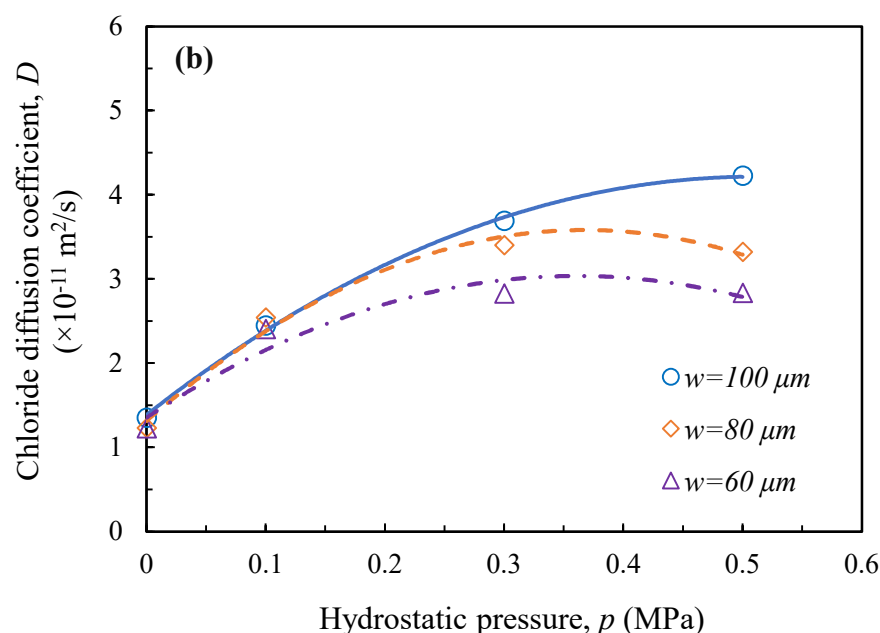 (b)
Chloride diffusion coefficient, D
(×10⁻¹¹ m²/s)
6
5
4
3
2
1
0
w=100 μm
w=80 μm
w=60 μm
0 0.1 0.2 0.3 0.4 0.5 0.6
Hydrostatic pressure, p (MPa)